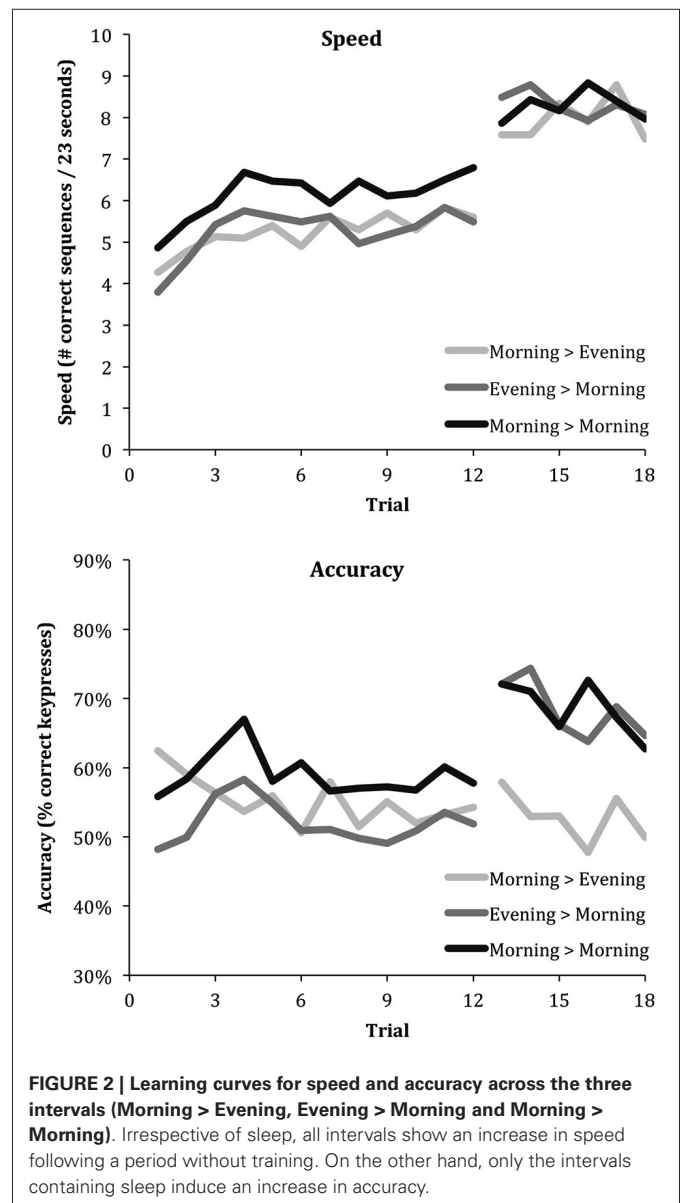 Speed
10
9
8
7
6
5
4
3
2
1
0
Speed (# correct sequences / 23 seconds)
Morning > Evening
Evening > Morning
Morning > Morning
0 3 6 9 12 15 18
Trial
Accuracy
90%
80%
70%
60%
50%
40%
30%
Accuracy (% correct keypresses)
Morning > Evening
Evening > Morning
Morning > Morning
0 3 6 9 12 15 18
Trial
FIGURE 2 | Learning curves for speed and accuracy across the three
intervals (Morning > Evening, Evening > Morning and Morning >
Morning). Irrespective of sleep, all intervals show an increase in speed
following a period without training. On the other hand, only the intervals
containing sleep induce an increase in accuracy.